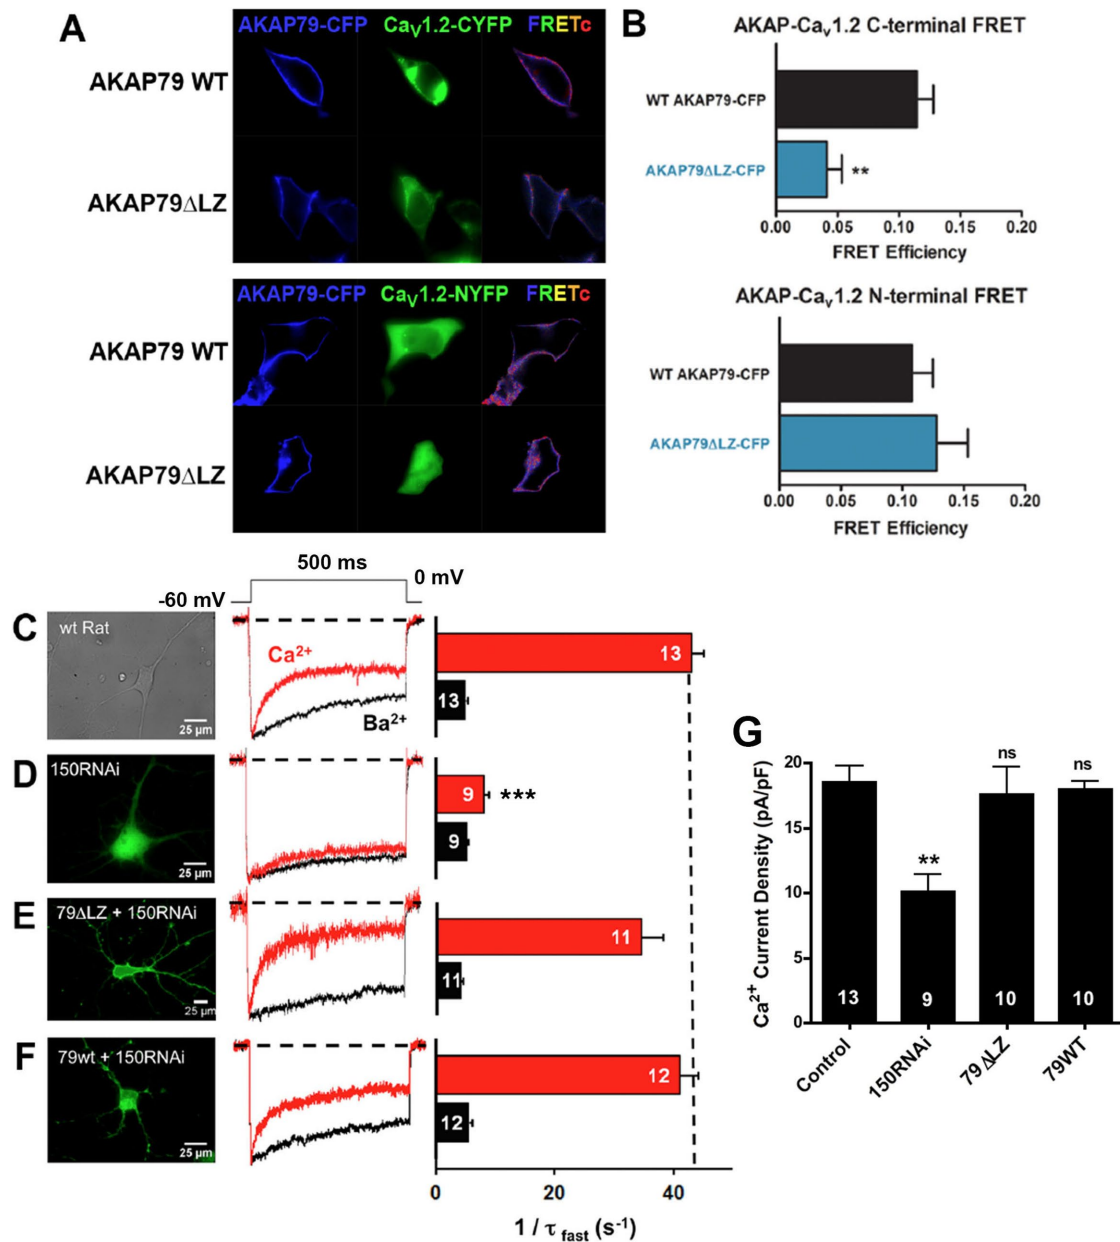 A
AKAP79-CFP CaV1.2-CYFP FRETc
AKAP79 WT
AKAP79ΔLZ
AKAP79-CFP CaV1.2-NYFP FRETc
AKAP79 WT
AKAP79ΔLZ
B
AKAP-Cav1.2 C-terminal FRET
WT AKAP79-CFP
AKAP79ΔLZ-CFP
**
0.00 0.05 0.10 0.15 0.20
FRET Efficiency
AKAP-Cav1.2 N-terminal FRET
WT AKAP79-CFP
AKAP79ΔLZ-CFP
0.00 0.05 0.10 0.15 0.20
FRET Efficiency
500 ms
-60 mV
0 mV
C
wt Rat
25 µm
Ca2+
Ba2+
13
13
D
150RNAi
25 µm
9
***
9
E
79ΔLZ + 150RNAi
25 µm
11
11
F
79wt + 150RNAi
25 µm
12
12
0 20 40
1 / τ fast (s-1)
G
Ca2+ Current Density (pA/pF)
20
15
10
5
0
**
ns
ns
13 9 10 10
Control 150RNAi 79ΔLZ 79WT